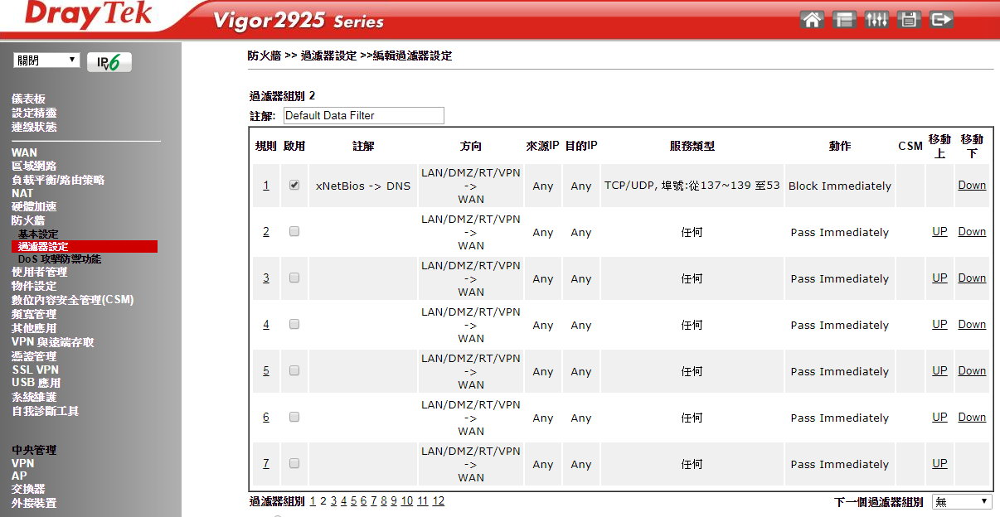 DrayTek
Vigor2925 Series
關閉
IPv6
儀表板
設定精靈
連線狀態
WAN
區域網路
負載平衡/路由策略
NAT
硬體加速
防火牆
基本設定
過濾器設定
DoS 攻擊防禦功能
使用者管理
物件設定
數位內容安全管理(CSM)
頻寬管理
其他應用
VPN 與遠端存取
憑證管理
SSL VPN
USB 應用
系統維護
自我診斷工具
中央管理
VPN
AP
交換器
外接裝置
防火牆 >> 過濾器設定 >>編輯過濾器設定
過濾器組別 2
註解: Default Data Filter
規則 啟用 註解 方向 來源IP 目的IP 服務類型 動作 CSM 移動上 移動下
1 xNetBios -> DNS LAN/DMZ/RT/VPN -> WAN Any Any TCP/UDP, 埠號:從137~139 至53 Block Immediately Down
2 LAN/DMZ/RT/VPN -> WAN Any Any 任何 Pass Immediately UP Down
3 LAN/DMZ/RT/VPN -> WAN Any Any 任何 Pass Immediately UP Down
4 LAN/DMZ/RT/VPN -> WAN Any Any 任何 Pass Immediately UP Down
5 LAN/DMZ/RT/VPN -> WAN Any Any 任何 Pass Immediately UP Down
6 LAN/DMZ/RT/VPN -> WAN Any Any 任何 Pass Immediately UP Down
7 LAN/DMZ/RT/VPN -> WAN Any Any 任何 Pass Immediately UP
過濾器組別 1 2 3 4 5 6 7 8 9 10 11 12
下一個過濾器組別 無